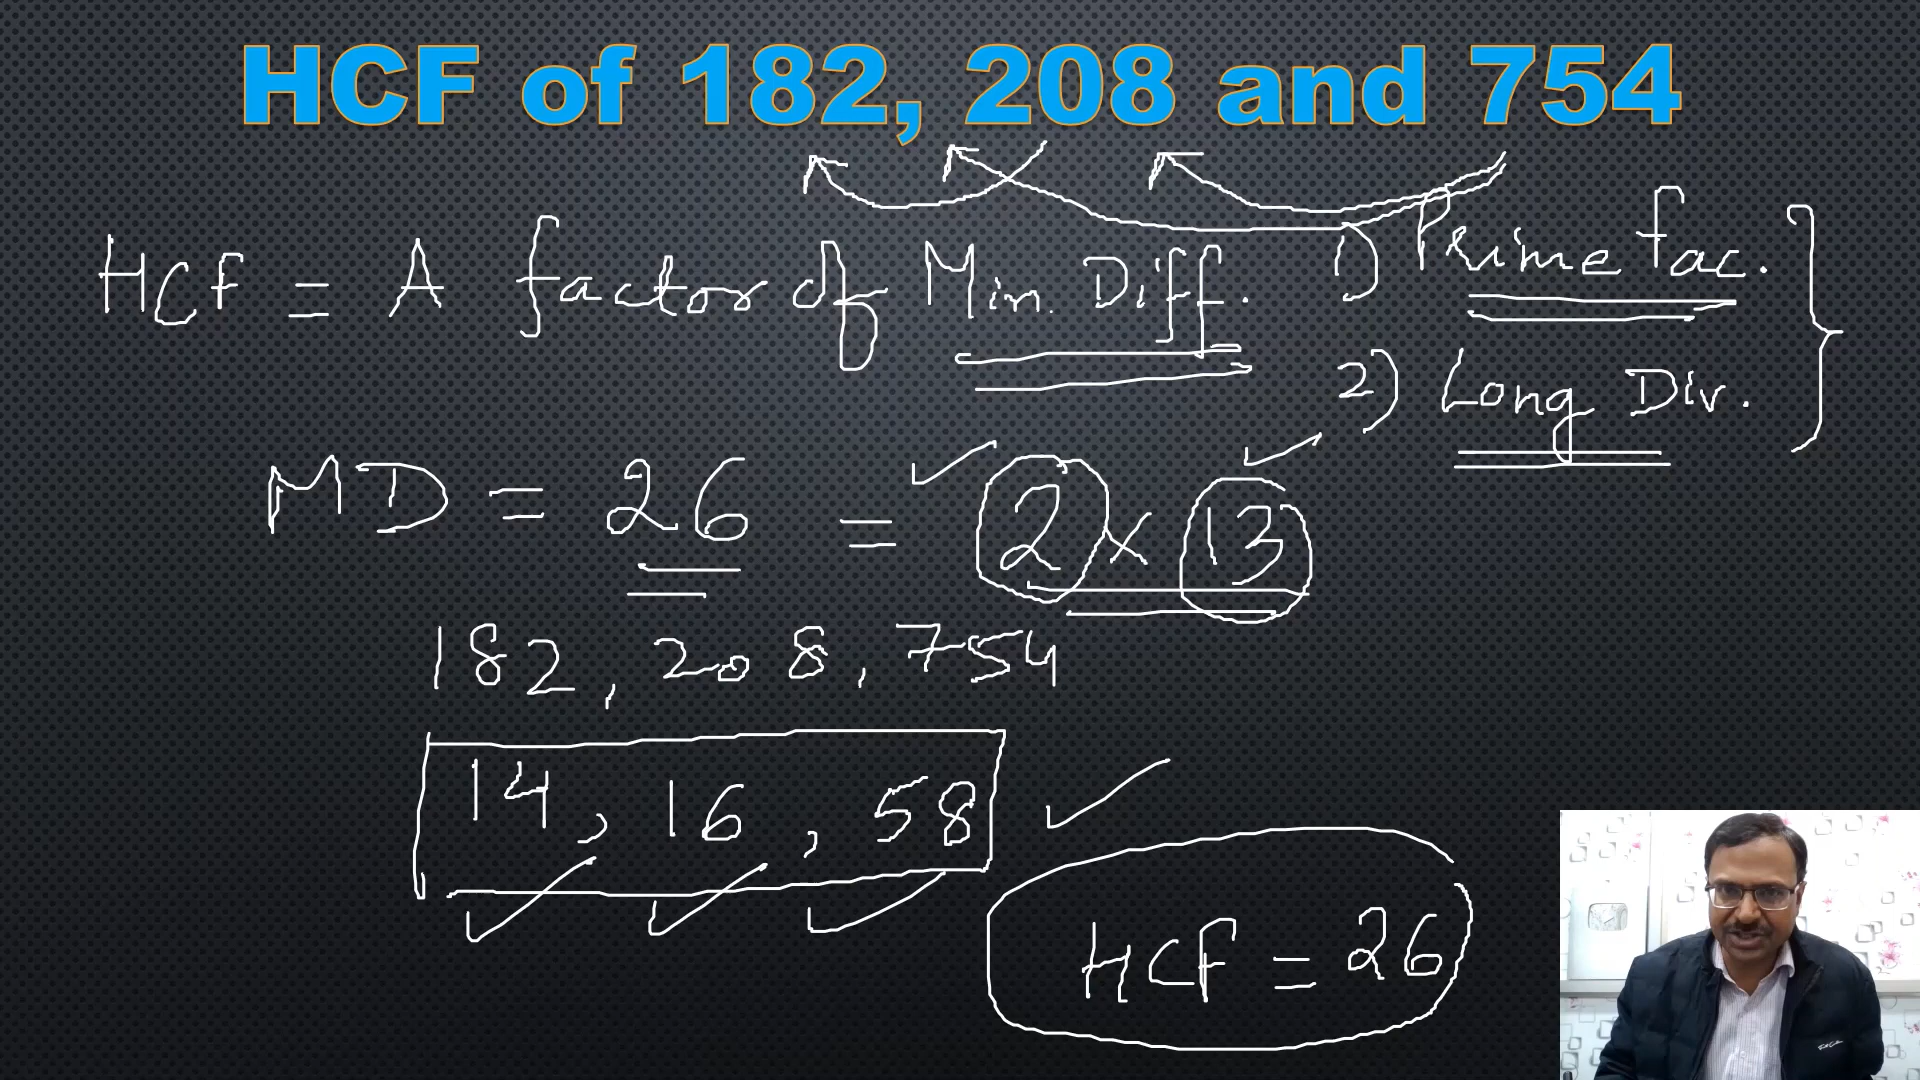 HCF of 182, 208 and 754
HCF = A factor of Min. Diff.
1) Prime fac.
2) Long Div.
MD = 26 = 2 × 13
182, 208, 754
14, 16, 58
HCF = 26